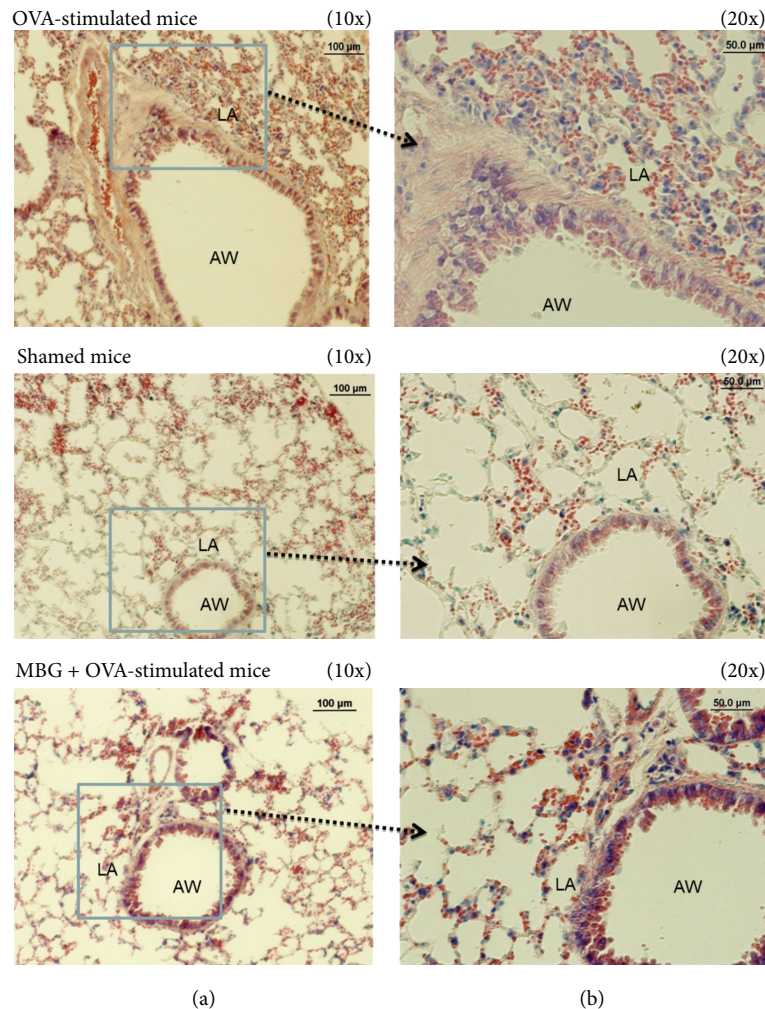 OVA-stimulated mice (10x) (20x)
100 µm
50.0 µm
LA
LA
AW
AW
Shamed mice (10x) (20x)
100 µm
50.0 µm
LA
LA
AW
AW
MBG + OVA-stimulated mice (10x) (20x)
100 µm
50.0 µm
LA
AW
LA
AW
(a) (b)